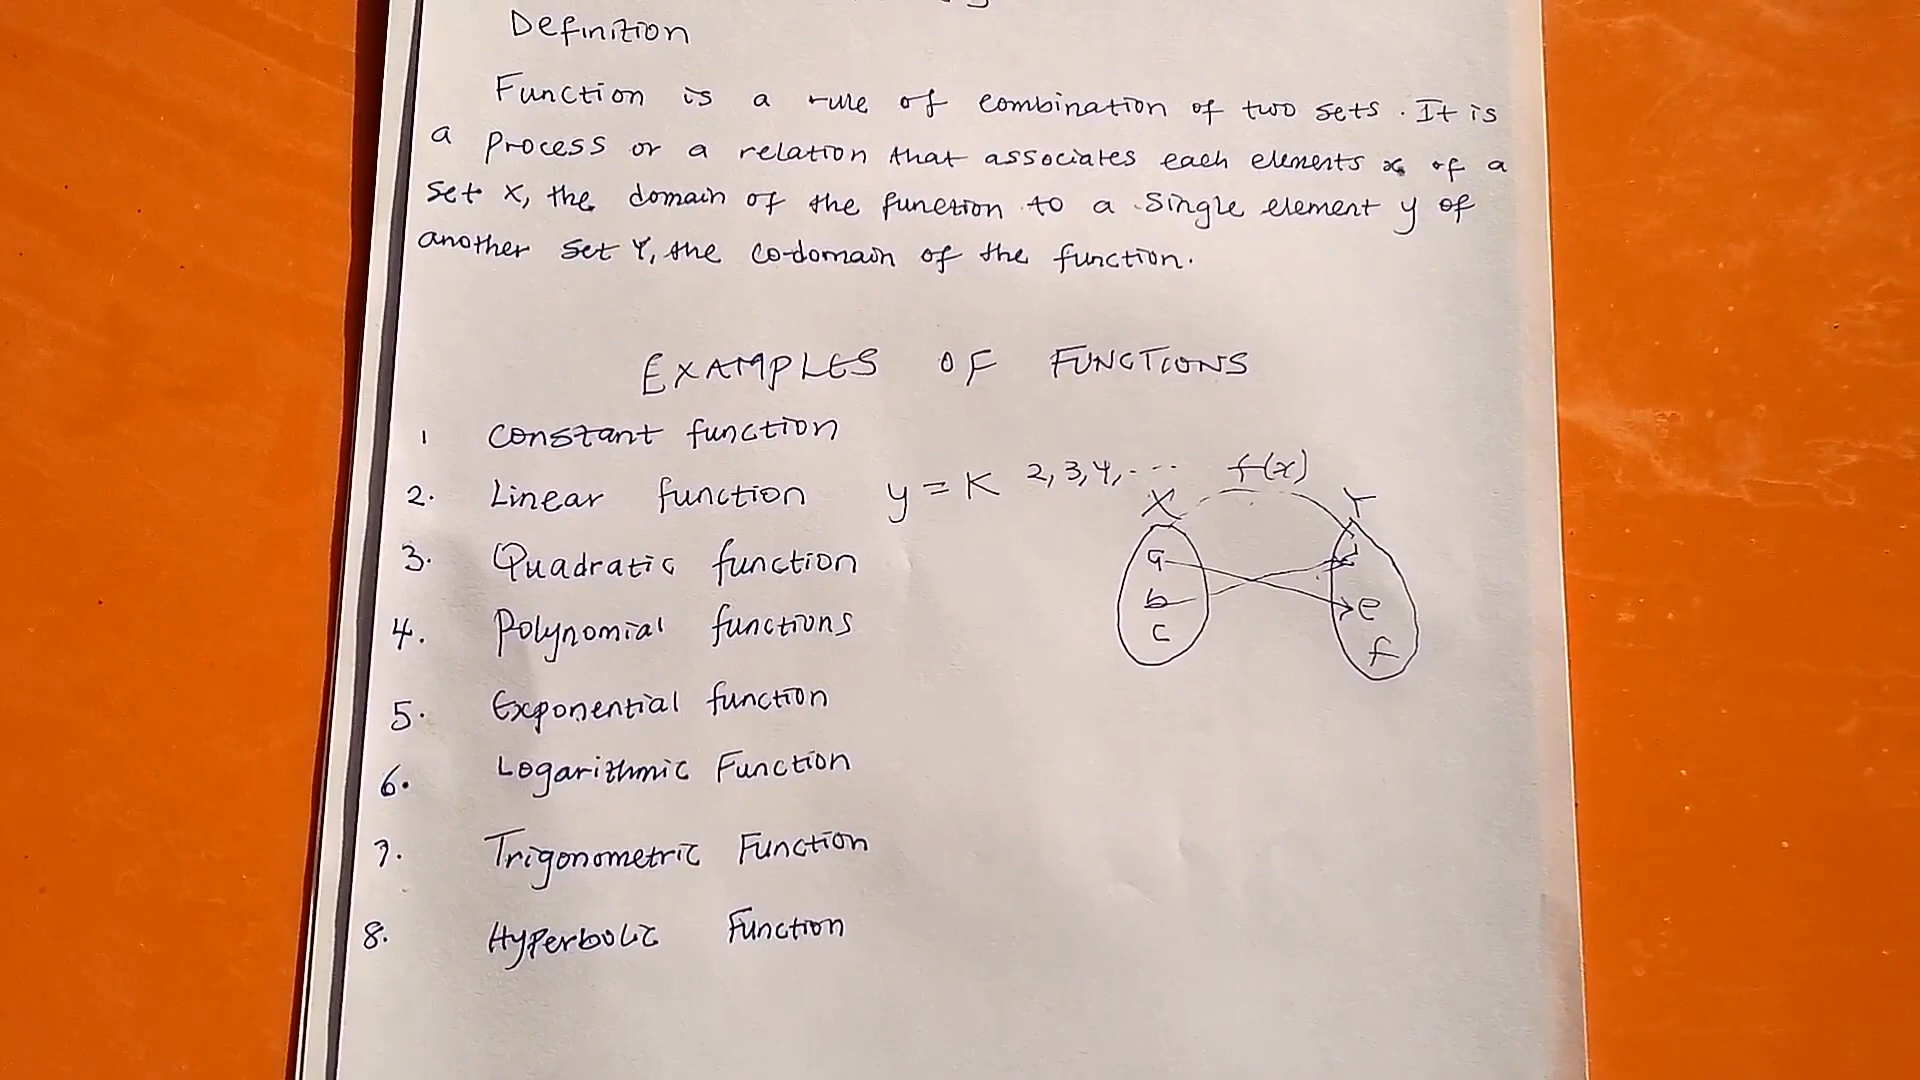 Definition
Function is a rule of combination of two sets. It is
a process or a relation that associates each elements x of a
set X, the domain of the function to a single element y of
another set Y, the co-domain of the function.
EXAMPLES OF FUNCTIONS
1 Constant function
2. Linear function
y = K 2, 3, 4, ...
f(x)
X Y
3. Quadratic function
a
b e
c f
4. Polynomial functions
5. Exponential function
6. Logarithmic Function
7. Trigonometric Function
8. Hyperbolic Function